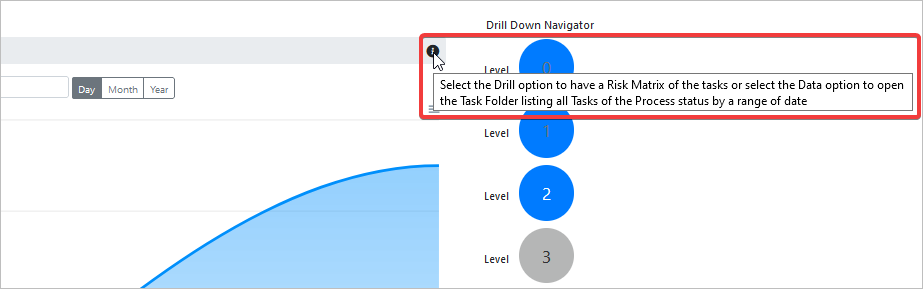 Drill Down Navigator
Level 0
Select the Drill option to have a Risk Matrix of the tasks or select the Data option to open
the Task Folder listing all Tasks of the Process status by a range of date
Day Month Year
Level 1
Level 2
Level 3